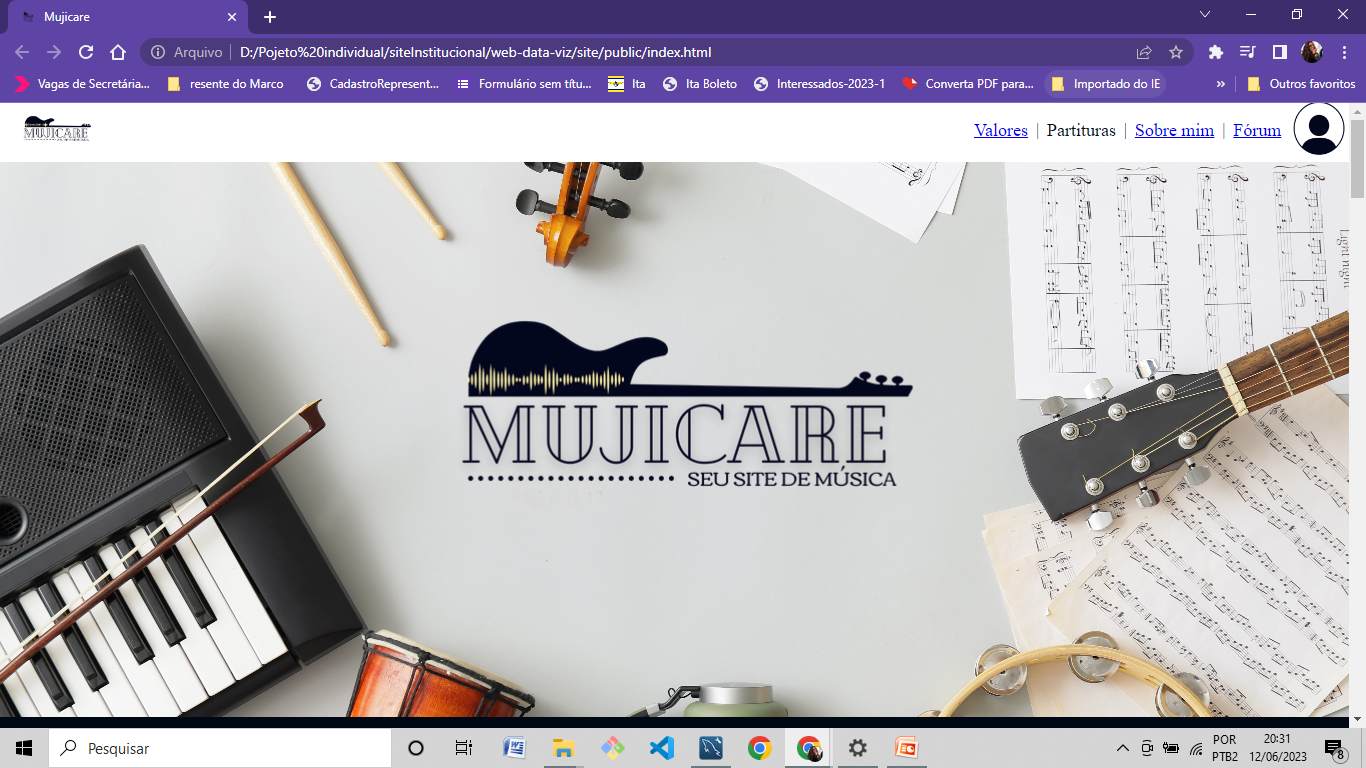 Mujicare
Arquivo
D:/Pojeto%20individual/siteInstitucional/web-data-viz/site/public/index.html
Vagas de Secretária...
resente do Marco
CadastroRepresent...
Formulário sem títu...
Ita
Ita Boleto
Interessados-2023-1
Converta PDF para...
Importado do IE
»
Outros favoritos
MUJICARE
Valores | Partituras | Sobre mim | Fórum
MUJICARE
SEU SITE DE MÚSICA
Pesquisar
POR
PTB2
20:31
12/06/2023
8